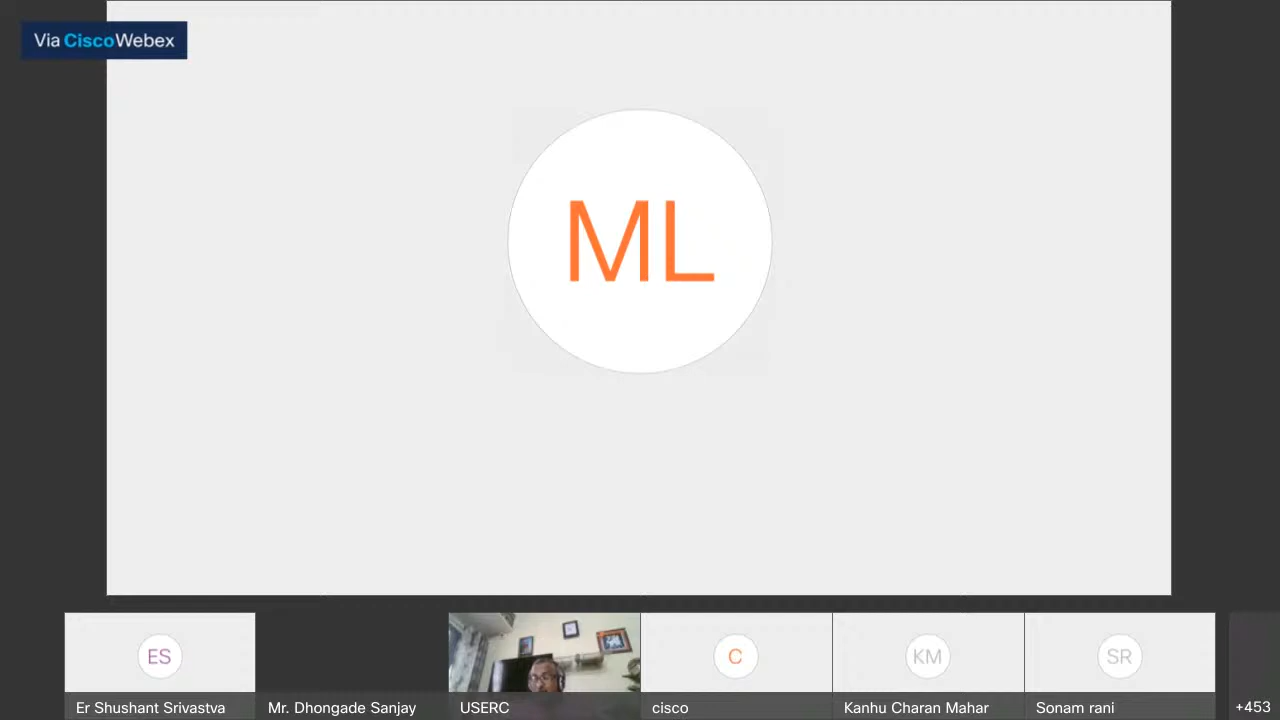 Via CiscoWebex
ML
ES
C
KM
SR
Er Shushant Srivastva
Mr. Dhongade Sanjay
USERC
cisco
Kanhu Charan Mahar
Sonam rani
+453